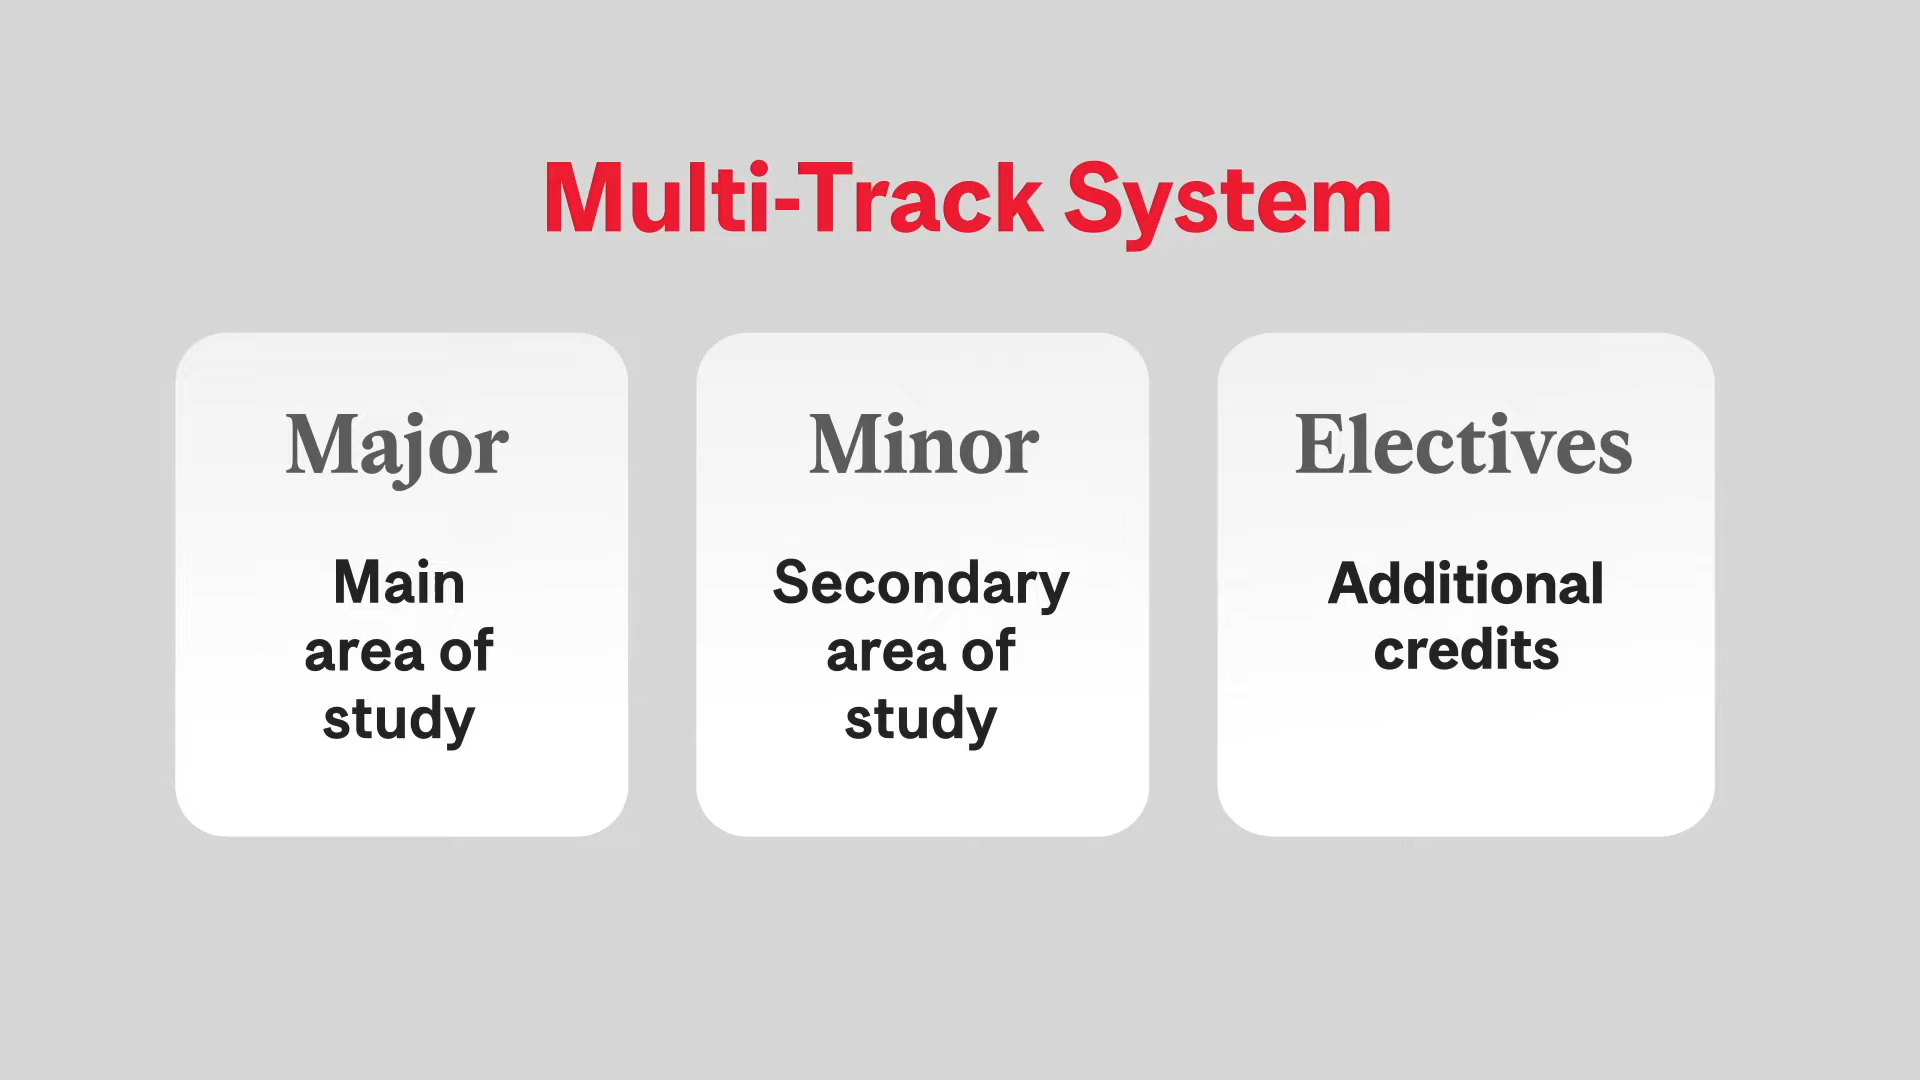 Multi-Track System
Major
Main
area of
study
Minor
Secondary
area of
study
Electives
Additional
credits